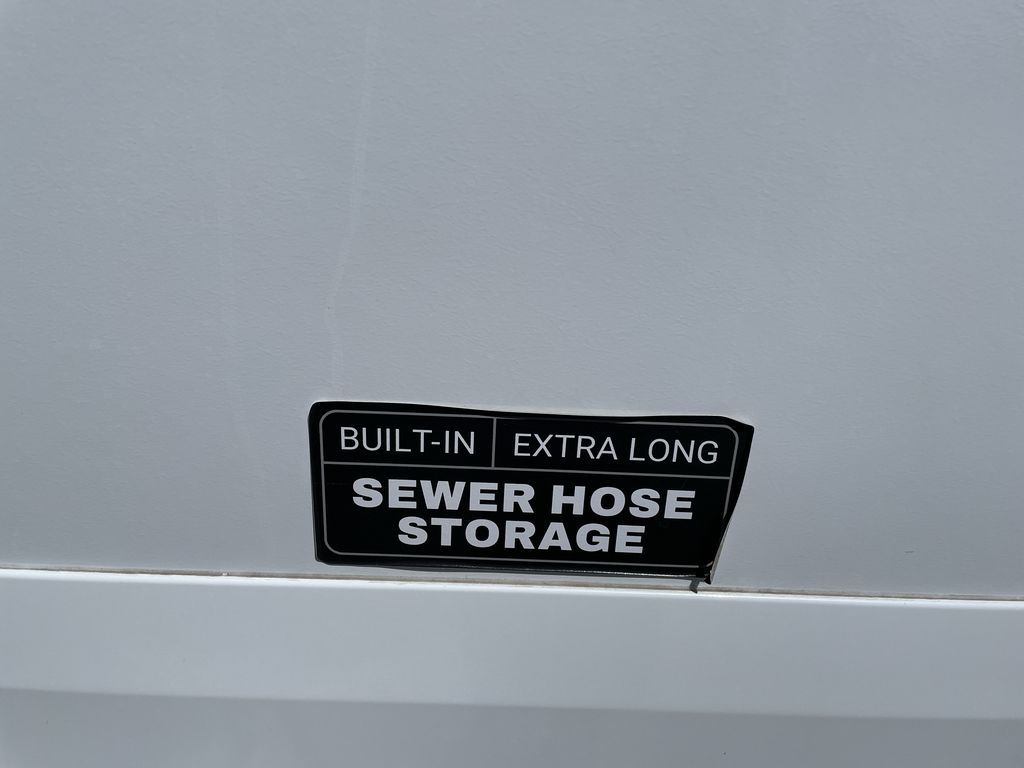 BUILT-IN EXTRA LONG
SEWER HOSE
STORAGE